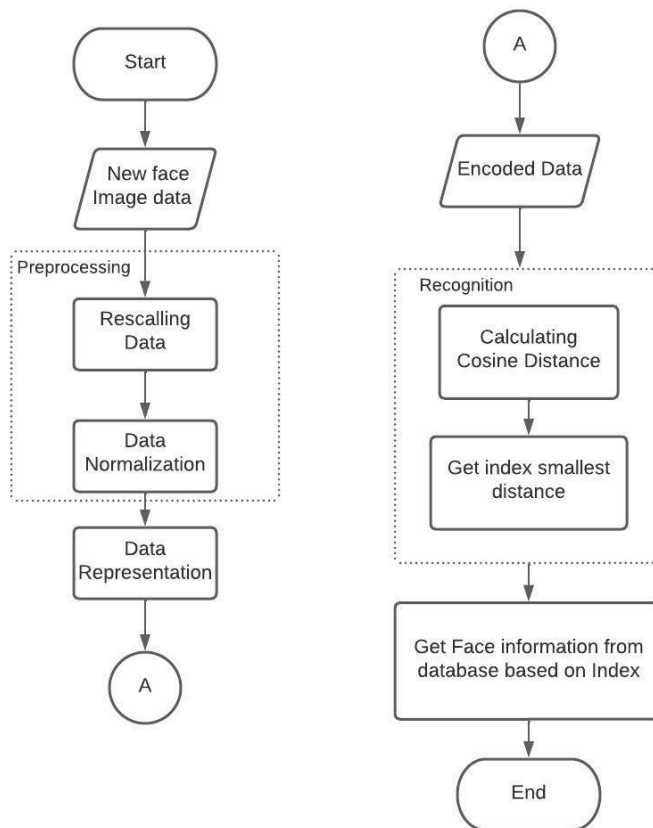 Start
New face
Image data
Preprocessing
Rescalling
Data
Data
Normalization
Data
Representation
A
A
Encoded Data
Recognition
Calculating
Cosine Distance
Get index smallest
distance
Get Face information from
database based on Index
End